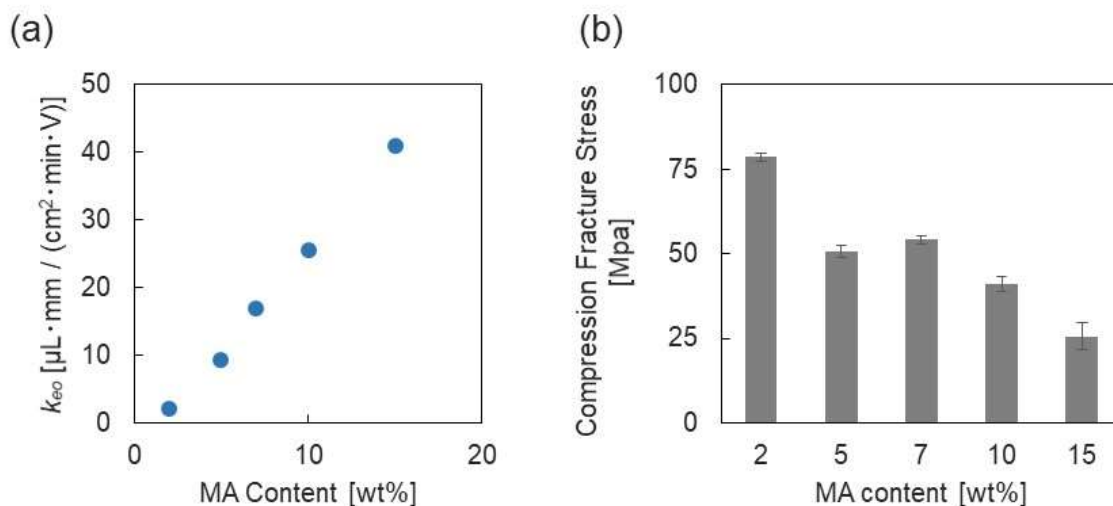 (a)
50
40
30
20
10
0
k_eo [µL・mm / (cm²・min・V)]
0 10 20
MA Content [wt%]
(b)
100
75
50
25
0
Compression Fracture Stress
[Mpa]
2 5 7 10 15
MA content [wt%]